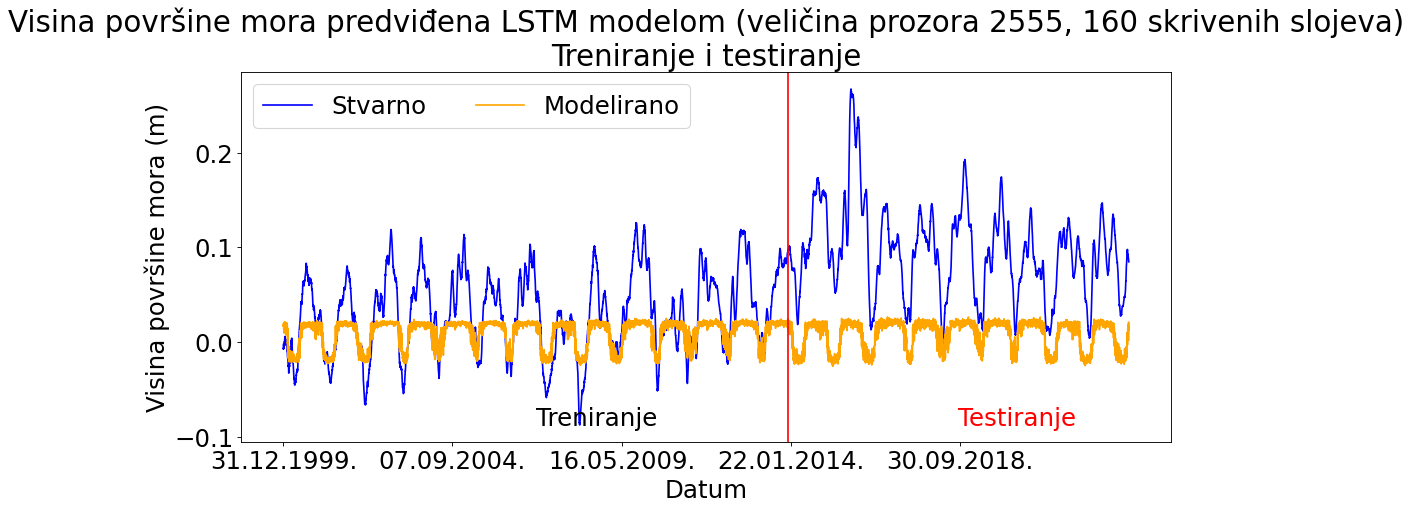 Visina površine mora predviđena LSTM modelom (veličina prozora 2555, 160 skrivenih slojeva)
Treniranje i testiranje
Stvarno
Modelirano
Visina površine mora (m)
0.2
0.1
0.0
−0.1
Treniranje
Testiranje
31.12.1999.
07.09.2004.
16.05.2009.
22.01.2014.
30.09.2018.
Datum